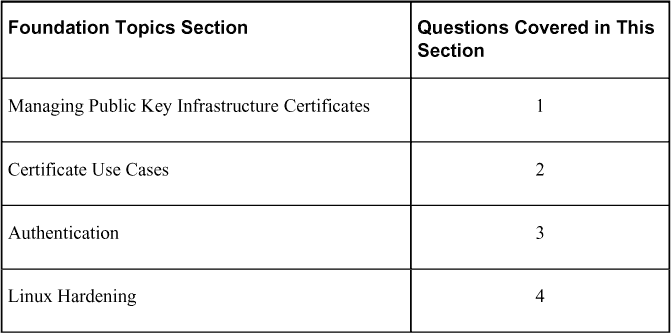 Foundation Topics Section
Questions Covered in This
Section
Managing Public Key Infrastructure Certificates
1
Certificate Use Cases
2
Authentication
3
Linux Hardening
4